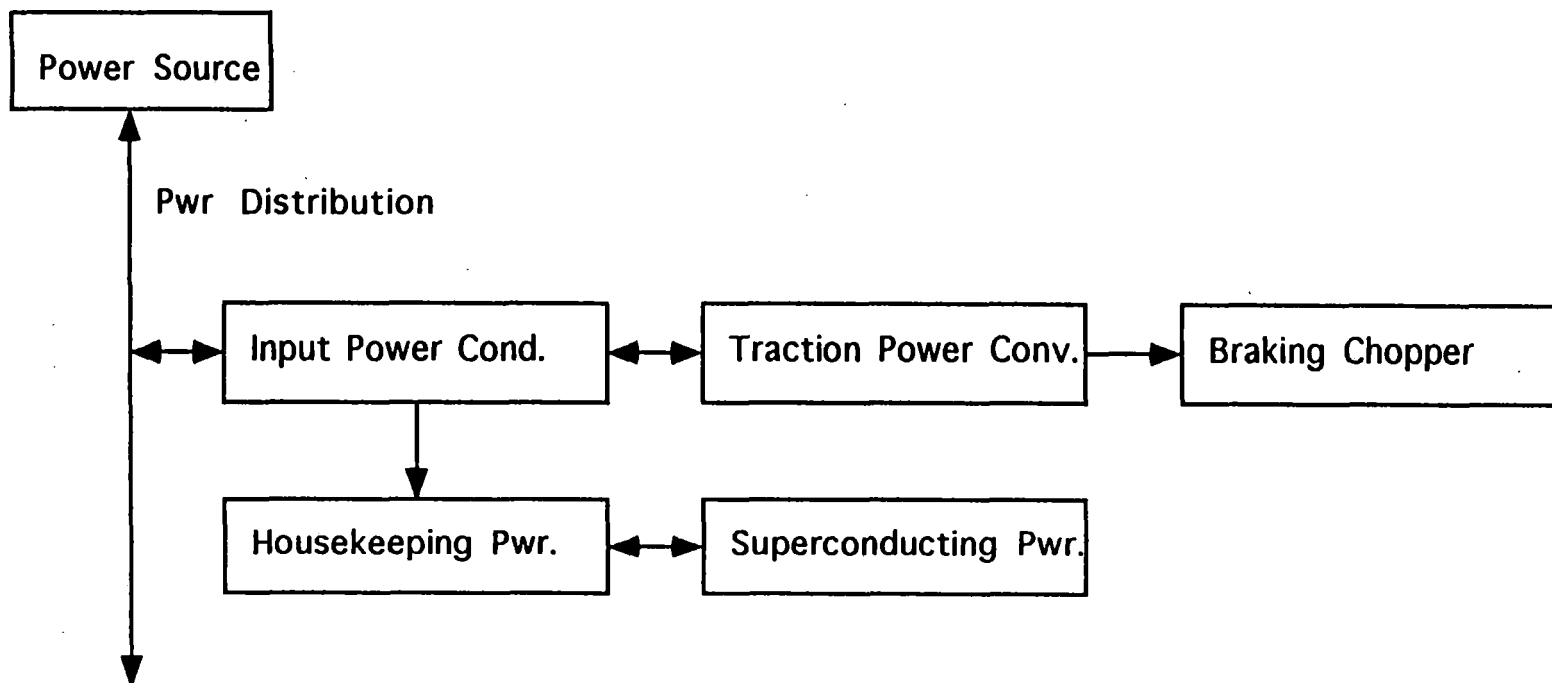 Power Source
Pwr Distribution
Input Power Cond.
Traction Power Conv.
Braking Chopper
Housekeeping Pwr.
Superconducting Pwr.